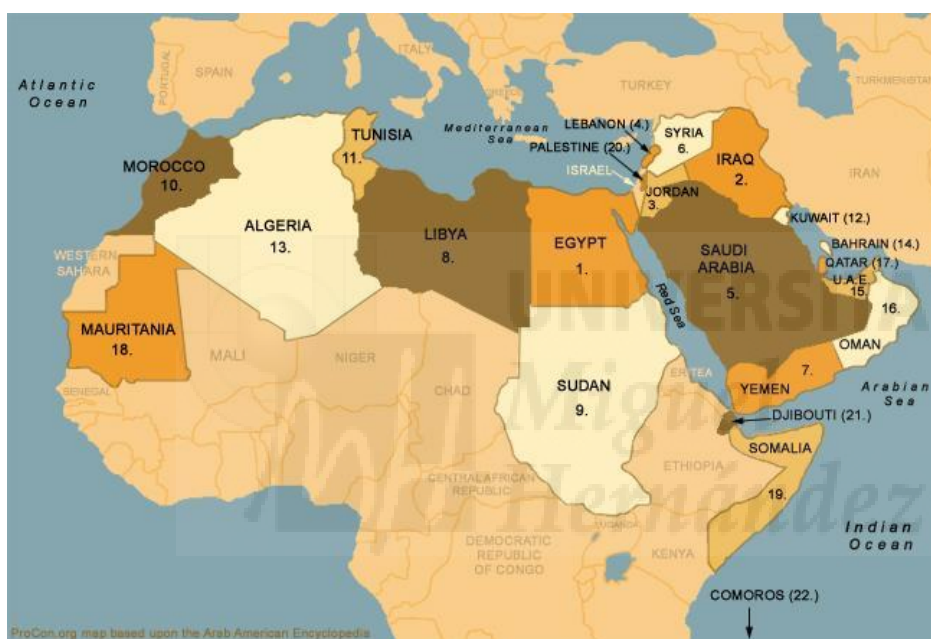 ITALY
PORTUGAL
SPAIN
Atlantic
Ocean
GREECE
TURKEY
TURKMENISTAN
Mediterranean
Sea
LEBANON (4.)
SYRIA
6.
TUNISIA
11.
PALESTINE (20.)
IRAQ
2.
MOROCCO
10.
ISRAEL
IRAN
JORDAN
3.
KUWAIT (12.)
ALGERIA
13.
LIBYA
8.
EGYPT
1.
SAUDI
ARABIA
5.
BAHRAIN (14.)
QATAR (17.)
U.A.E.
15.
WESTERN
SAHARA
16.
OMAN
Red Sea
UNIVERSITA
MAURITANIA
18.
MALI
NIGER
CHAD
SUDAN
9.
ERITREA
7.
YEMEN
Arabian
Sea
SENEGAL
Miguel
DJIBOUTI (21.)
SOMALIA
19.
ETHIOPIA
CENTRAL AFRICAN
REPUBLIC
Hernández
UGANDA
KENYA
DEMOCRATIC
REPUBLIC
OF CONGO
Indian
Ocean
COMOROS (22.)
ProCon.org map based upon the Arab American Encyclopedia